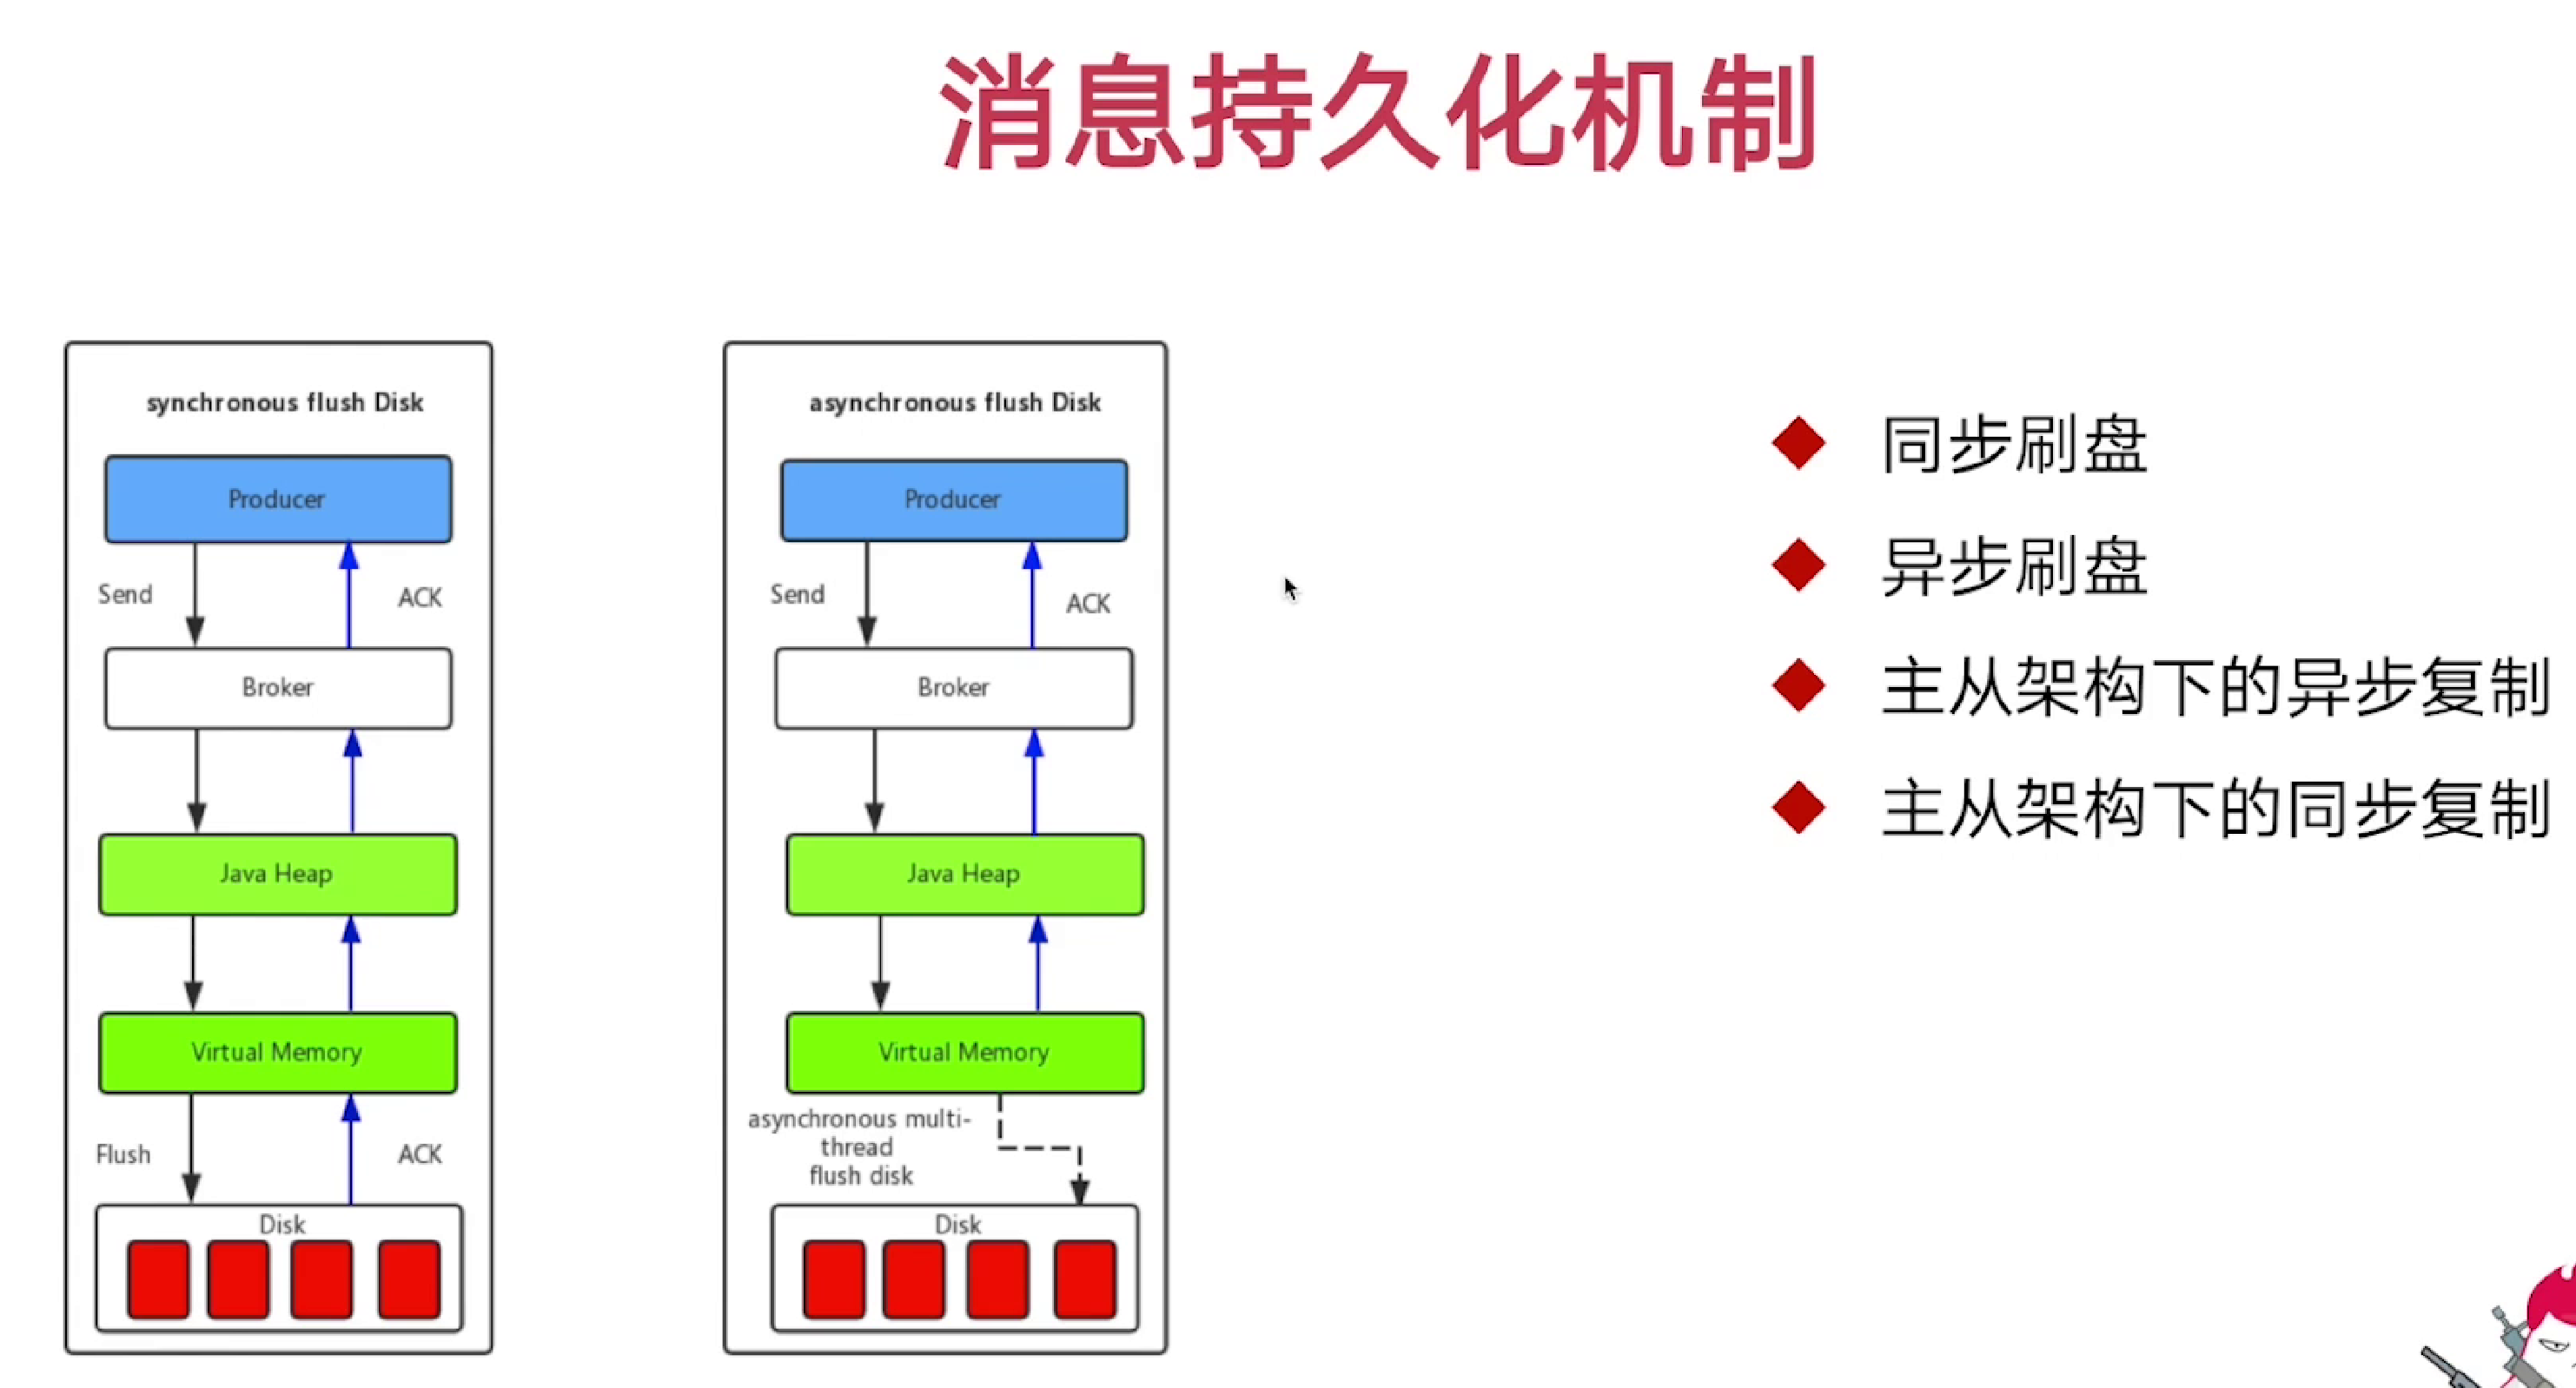 消息持久化机制
synchronous flush Disk
Producer
Send
ACK
Broker
Java Heap
Virtual Memory
Flush
ACK
Disk
asynchronous flush Disk
Producer
Send
ACK
Broker
Java Heap
Virtual Memory
asynchronous multi-
thread
flush disk
Disk
同步刷盘
异步刷盘
主从架构下的异步复制
主从架构下的同步复制